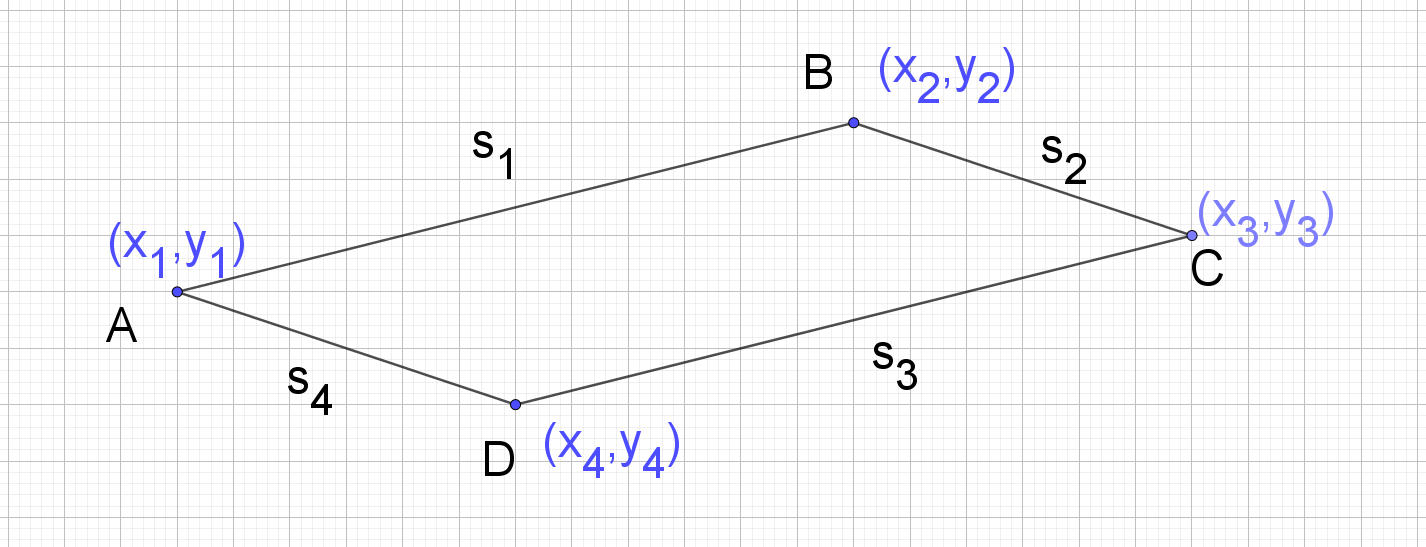 B (x₂,y₂)
s₁
s₂
(x₃,y₃)
(x₁,y₁)
C
A
s₃
s₄
D (x₄,y₄)